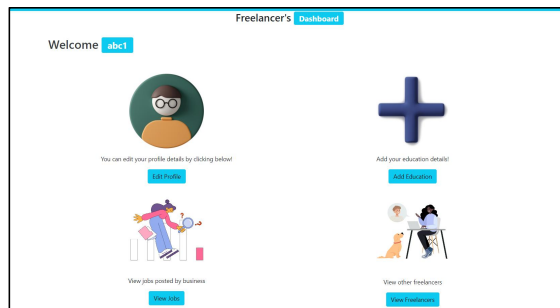 Freelancer's Dashboard
Welcome abc1
You can edit your profile details by clicking below!
Edit Profile
Add your education details!
Add Education
View jobs posted by business
View Jobs
View other freelancers
View Freelancers